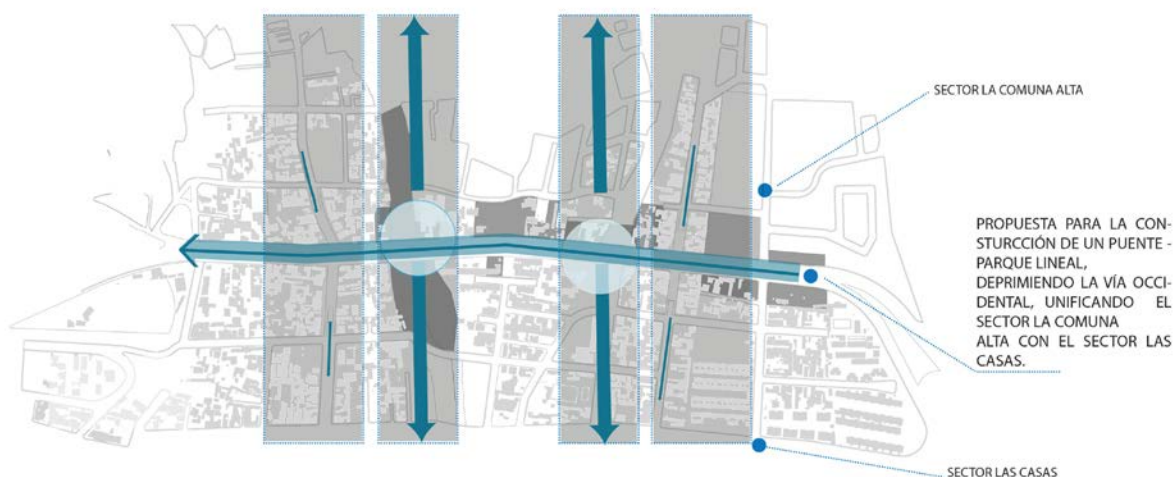 SECTOR LA COMUNA ALTA
PROPUESTA PARA LA CON-
STURCCIÓN DE UN PUENTE -
PARQUE LINEAL,
DEPRIMIENDO LA VÍA OCCI-
DENTAL, UNIFICANDO EL
SECTOR LA COMUNA
ALTA CON EL SECTOR LAS
CASAS.
SECTOR LAS CASAS